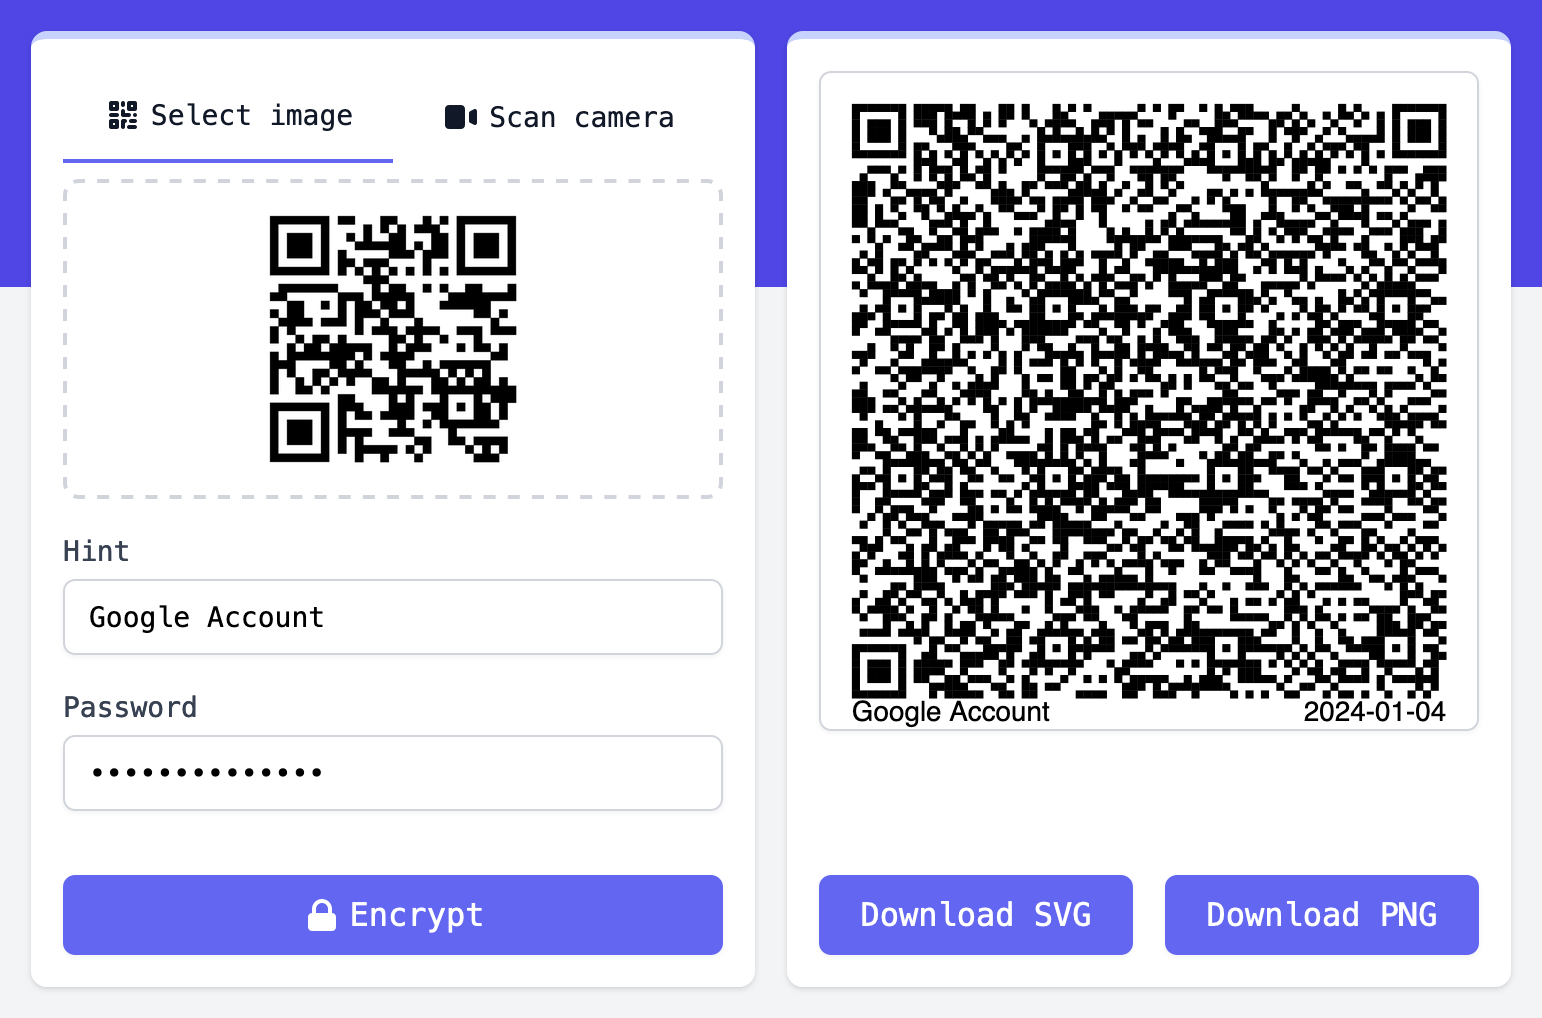 Select image
Scan camera
Hint
Google Account
Password
••••••••••••••
Encrypt
Google Account 2024-01-04
Download SVG
Download PNG